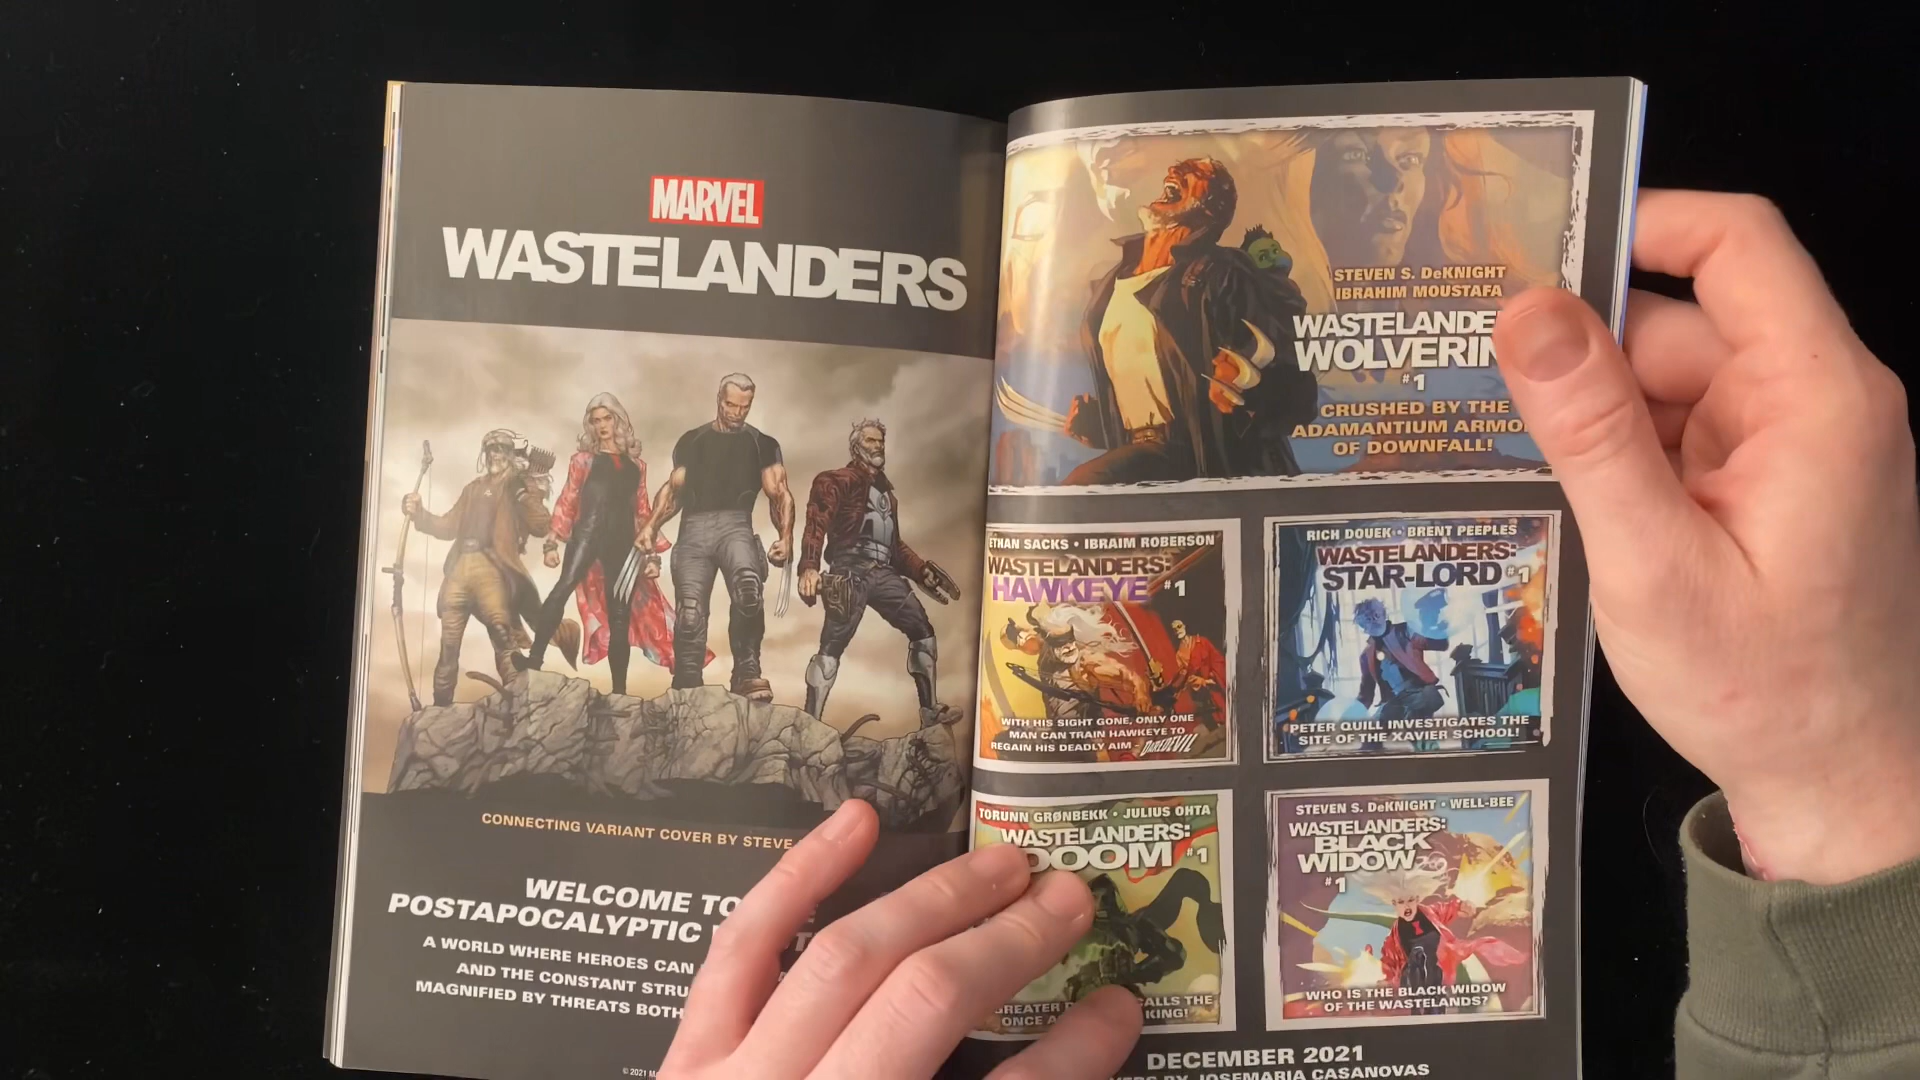 MARVEL
WASTELANDERS
CONNECTING VARIANT COVER BY STEVE
WELCOME TO
POSTAPOCALYPTIC
A WORLD WHERE HEROES CAN
AND THE CONSTANT
MAGNIFIED BY THREATS BOTH
© 2021
STEVEN S. DeKNIGHT
IBRAHIM MOUSTAFA
#1
CRUSHED BY THE
ADAMANTIUM
OF DOWNFALL!
ETHAN SACKS • IBRAIM ROBERSON
WASTELANDERS:
HAWKEYE #1
WITH HIS SIGHT GONE, ONLY ONE
MAN CAN TRAIN HAWKEYE TO
REGAIN HIS DEADLY AIM – DAREDEVIL
RICH DOUEK • BRENT PEEPLES
WASTELANDERS:
STAR-LORD #1
PETER QUILL INVESTIGATES THE
SITE OF THE XAVIER SCHOOL!
TORUNN GRØNBEKK • JULIUS OHTA
WASTELANDERS:
DOOM #1
GREATER CALLS THE
ONCE KING!
STEVEN S. DeKNIGHT • WELL-BEE
WASTELANDERS:
BLACK
WIDOW
#1
WHO IS THE BLACK WIDOW
OF THE WASTELANDS?
DECEMBER 2021
BY JOSEMARIA CASANOVAS